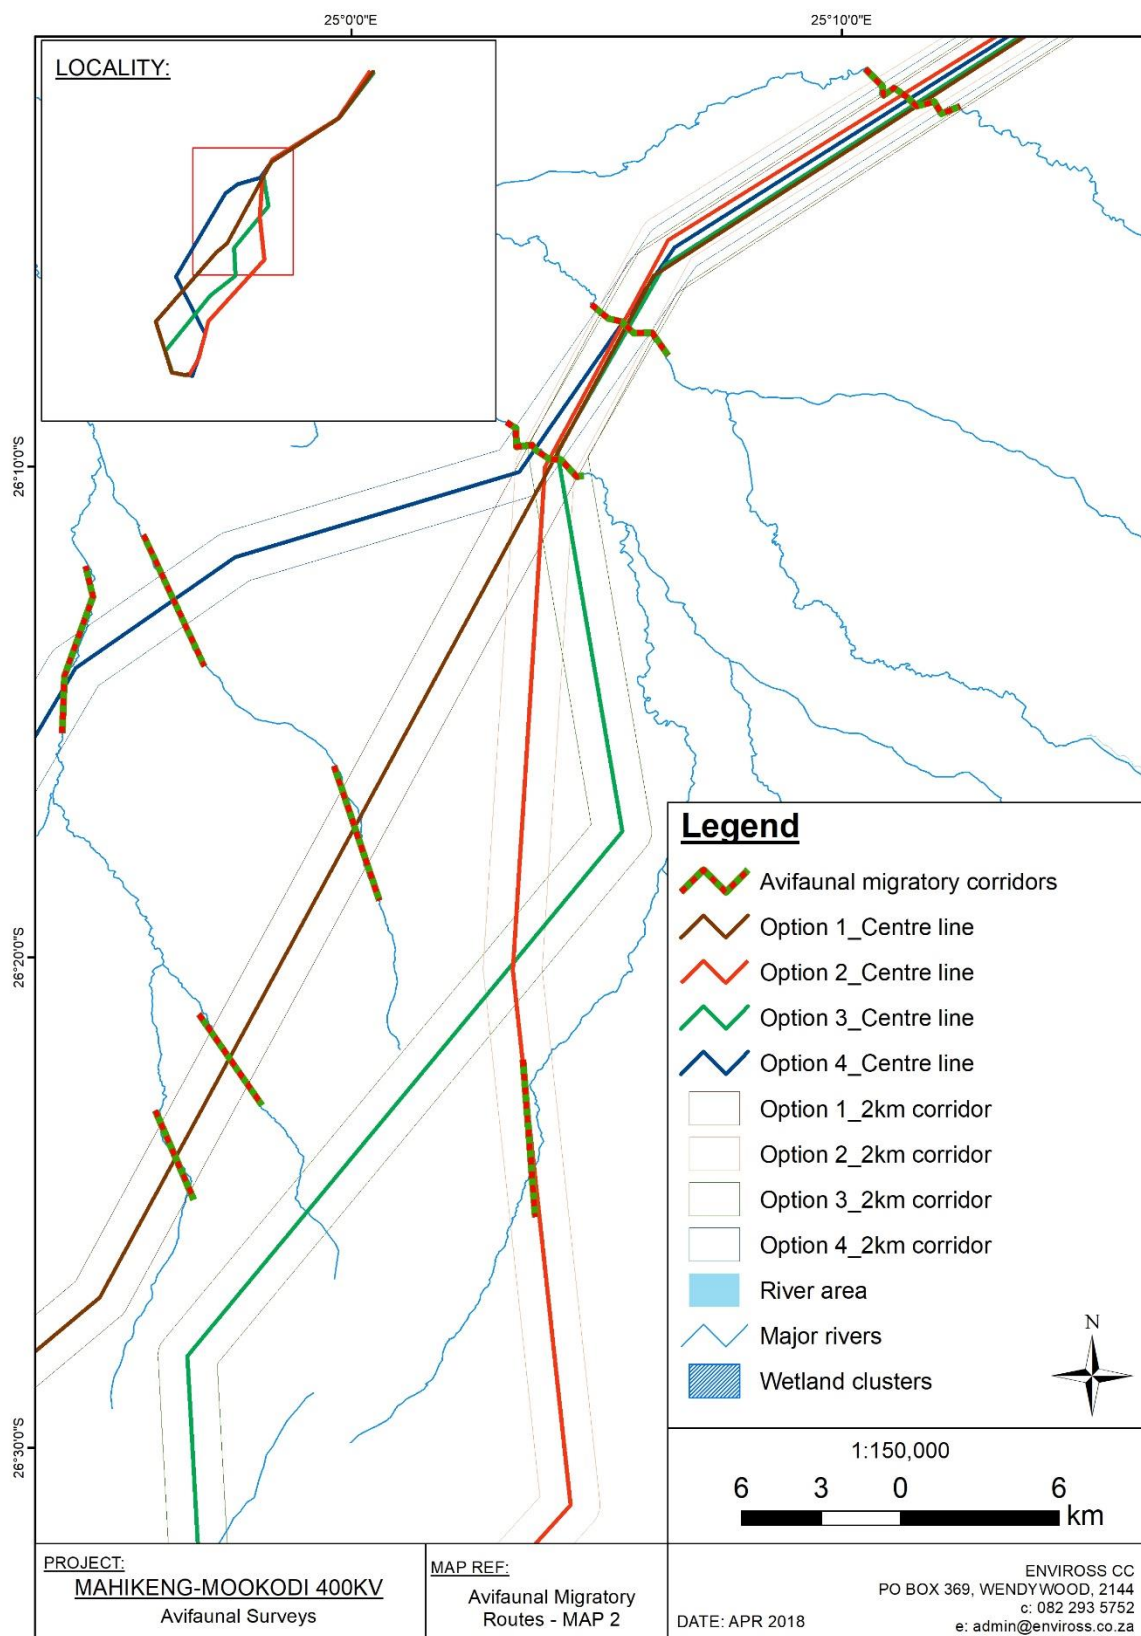 25°0'0"E
25°10'0"E
LOCALITY:
26°10'0"S
26°20'0"S
26°30'0"S
Legend
Avifaunal migratory corridors
Option 1_Centre line
Option 2_Centre line
Option 3_Centre line
Option 4_Centre line
Option 1_2km corridor
Option 2_2km corridor
Option 3_2km corridor
Option 4_2km corridor
River area
Major rivers
Wetland clusters
N
1:150,000
6 3 0 6
km
PROJECT:
MAHIKENG-MOOKODI 400KV
Avifaunal Surveys
MAP REF:
Avifaunal Migratory
Routes - MAP 2
DATE: APR 2018
ENVIROSS CC
PO BOX 369, WENDYWOOD, 2144
c: 082 293 5752
e: admin@enviross.co.za